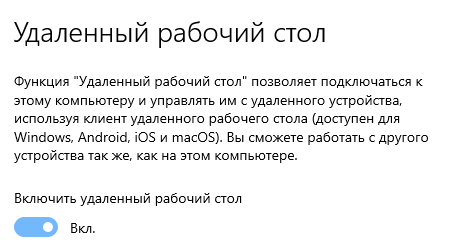 Удаленный рабочий стол
Функция "Удаленный рабочий стол" позволяет подключаться к
этому компьютеру и управлять им с удаленного устройства,
используя клиент удаленного рабочего стола (доступен для
Windows, Android, iOS и macOS). Вы сможете работать с другого
устройства так же, как на этом компьютере.
Включить удаленный рабочий стол
Вкл.